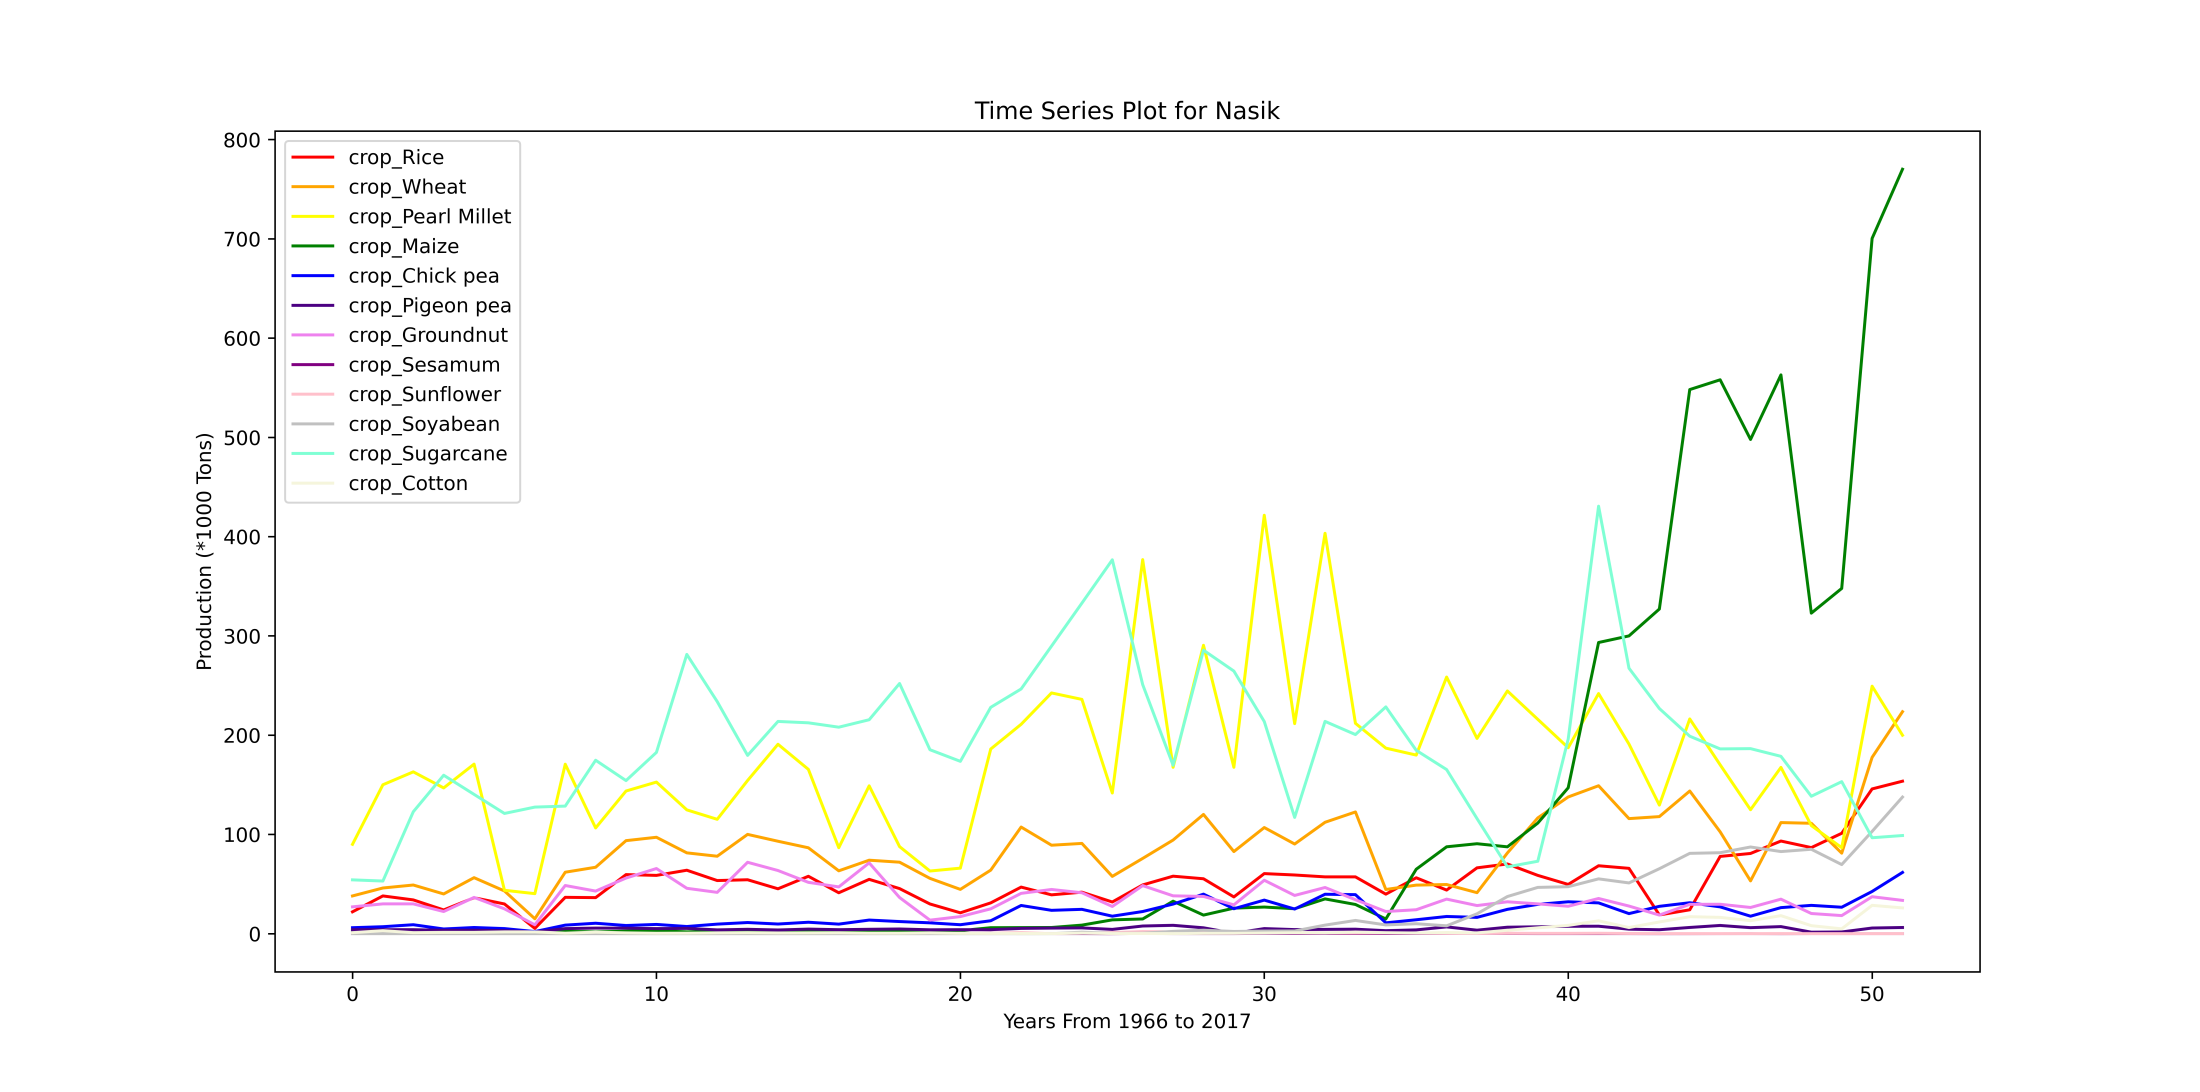 Time Series Plot for Nasik
800
700
600
500
400
300
200
100
0
Production (*1000 Tons)
crop_Rice
crop_Wheat
crop_Pearl Millet
crop_Maize
crop_Chick pea
crop_Pigeon pea
crop_Groundnut
crop_Sesamum
crop_Sunflower
crop_Soyabean
crop_Sugarcane
crop_Cotton
0 10 20 30 40 50
Years From 1966 to 2017